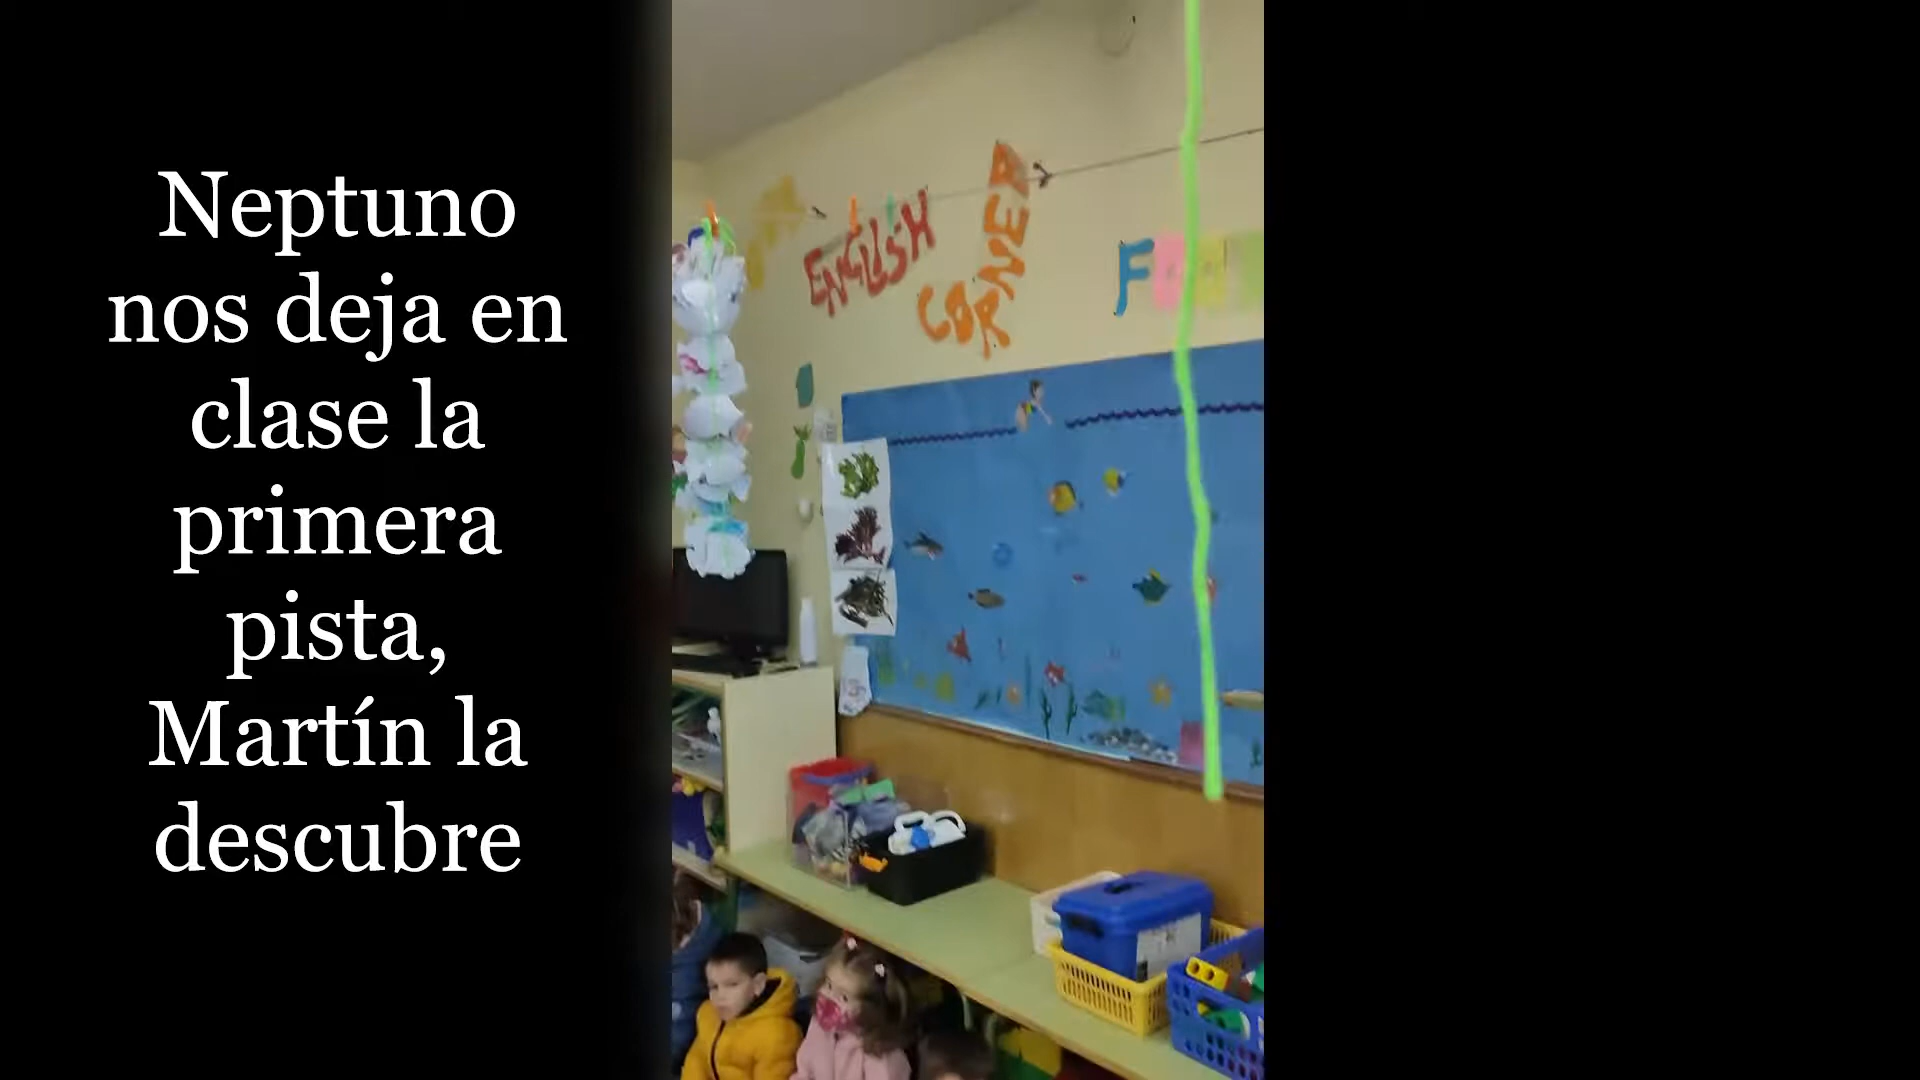 Neptuno
nos deja en
clase la
primera
pista,
Martín la
descubre
ENGLISH
CORNER